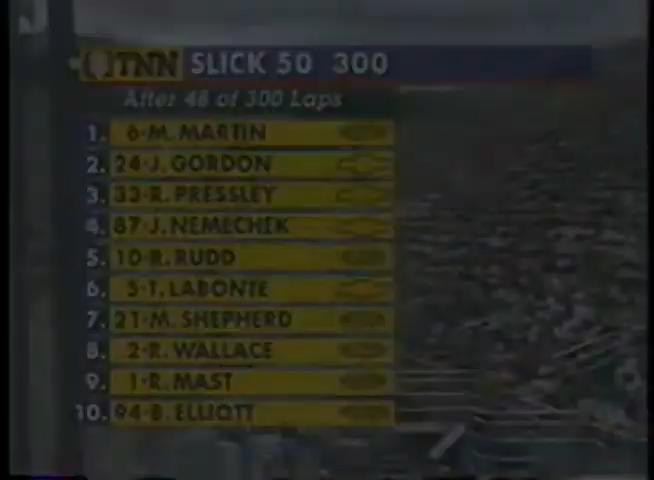 TNN SLICK 50 300
After 48 of 300 Laps
1. 6-M. MARTIN
2. 24-J. GORDON
3. 33-R. PRESSLEY
4. 87-J. NEMECHEK
5. 10-R. RUDD
6. 5-T. LABONTE
7. 21-M. SHEPHERD
8. 2-R. WALLACE
9. 1-R. MAST
10. 94-B. ELLIOTT